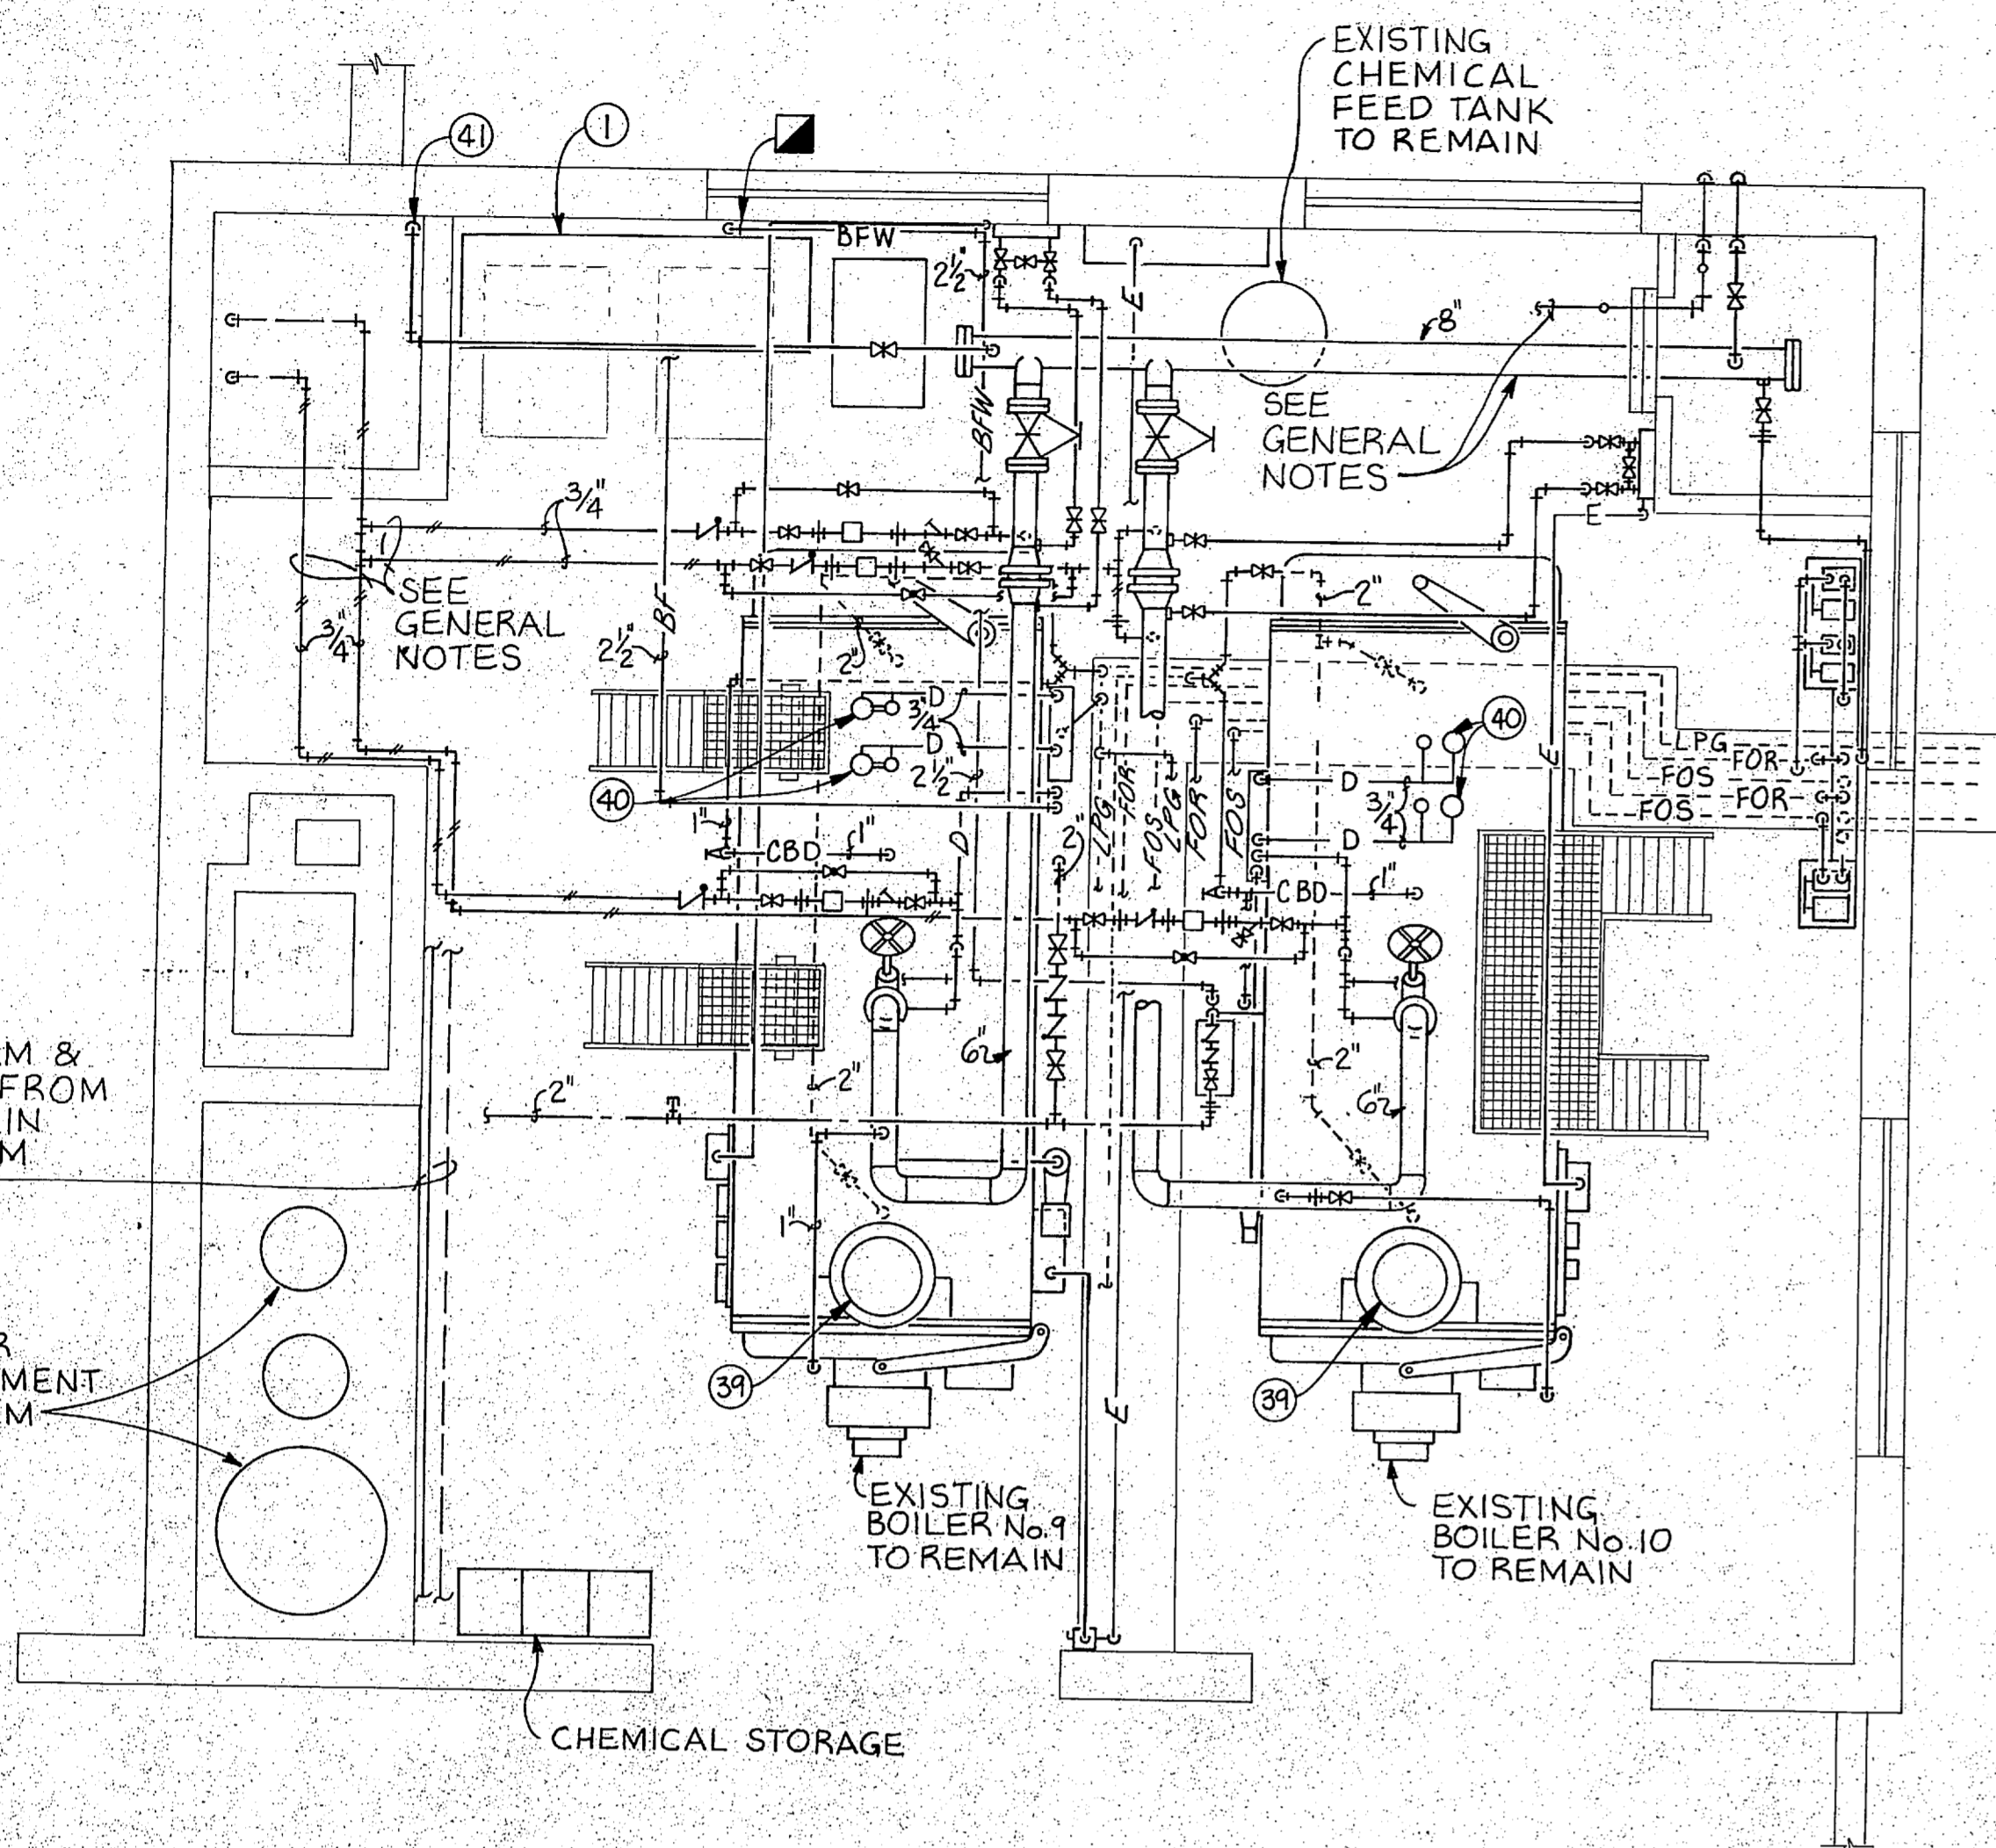 EXISTING
CHEMICAL
FEED TANK
TO REMAIN
41
1
BFW
2½"
E
8"
BFW
SEE
GENERAL
NOTES
3/4"
E
SEE
GENERAL
NOTES
3/4"
2½"
BF
2"
2"
D
3/4"
D
2½"
40
40
LPG
FOR
FOS
FOR
FOS
E
D
3/4"
D
1"
CBD
1"
D
2"
LPG
FOR
FOS
LPG
FOR
FOS
CBD
1"
6"
2"
2"
6"
2"
M &
FROM
IN
M
1"
R
MENT
M
39
39
E
EXISTING
BOILER No.9
TO REMAIN
EXISTING
BOILER No.10
TO REMAIN
CHEMICAL STORAGE